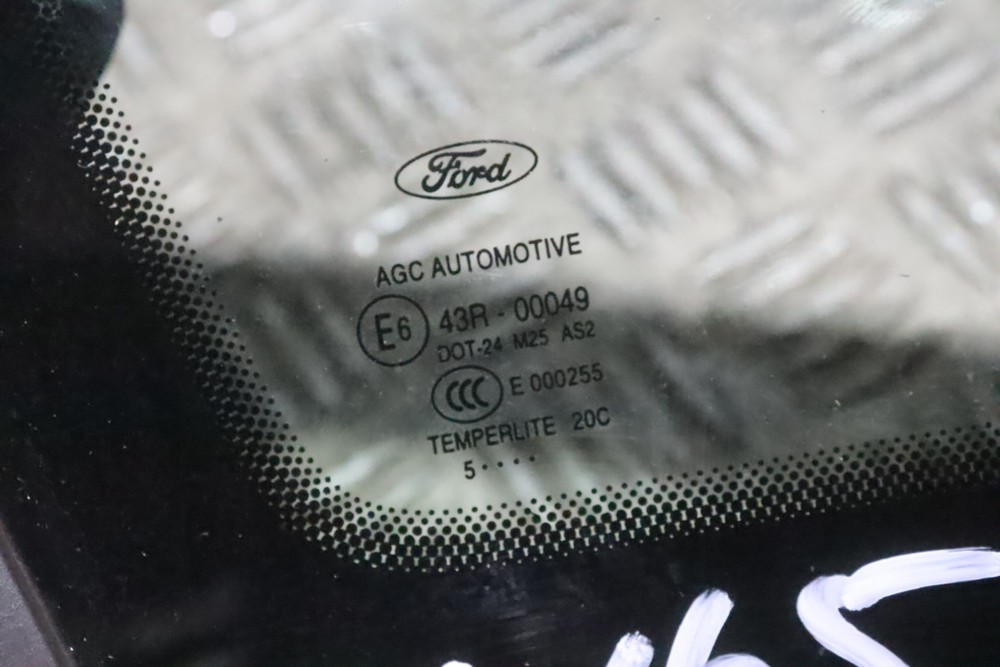 Ford
AGC AUTOMOTIVE
E6 43R - 00049
DOT-24 M25 AS2
CCC E 000255
TEMPERLITE 20C
5 · · · ·